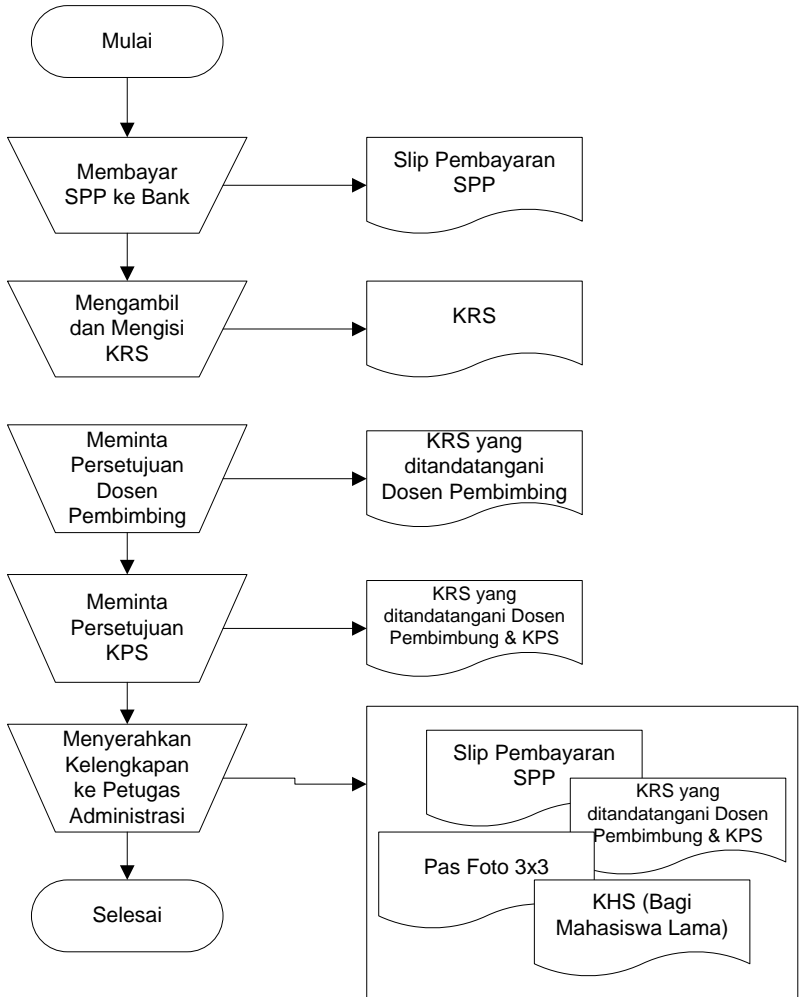 Mulai
Membayar
SPP ke Bank
Slip Pembayaran
SPP
Mengambil
dan Mengisi
KRS
KRS
Meminta
Persetujuan
Dosen
Pembimbing
KRS yang
ditandatangani
Dosen Pembimbing
Meminta
Persetujuan
KPS
KRS yang
ditandatangani Dosen
Pembimbung & KPS
Menyerahkan
Kelengkapan
ke Petugas
Administrasi
Slip Pembayaran
SPP
KRS yang
ditandatangani Dosen
Pembimbung & KPS
Pas Foto 3x3
KHS (Bagi
Mahasiswa Lama)
Selesai